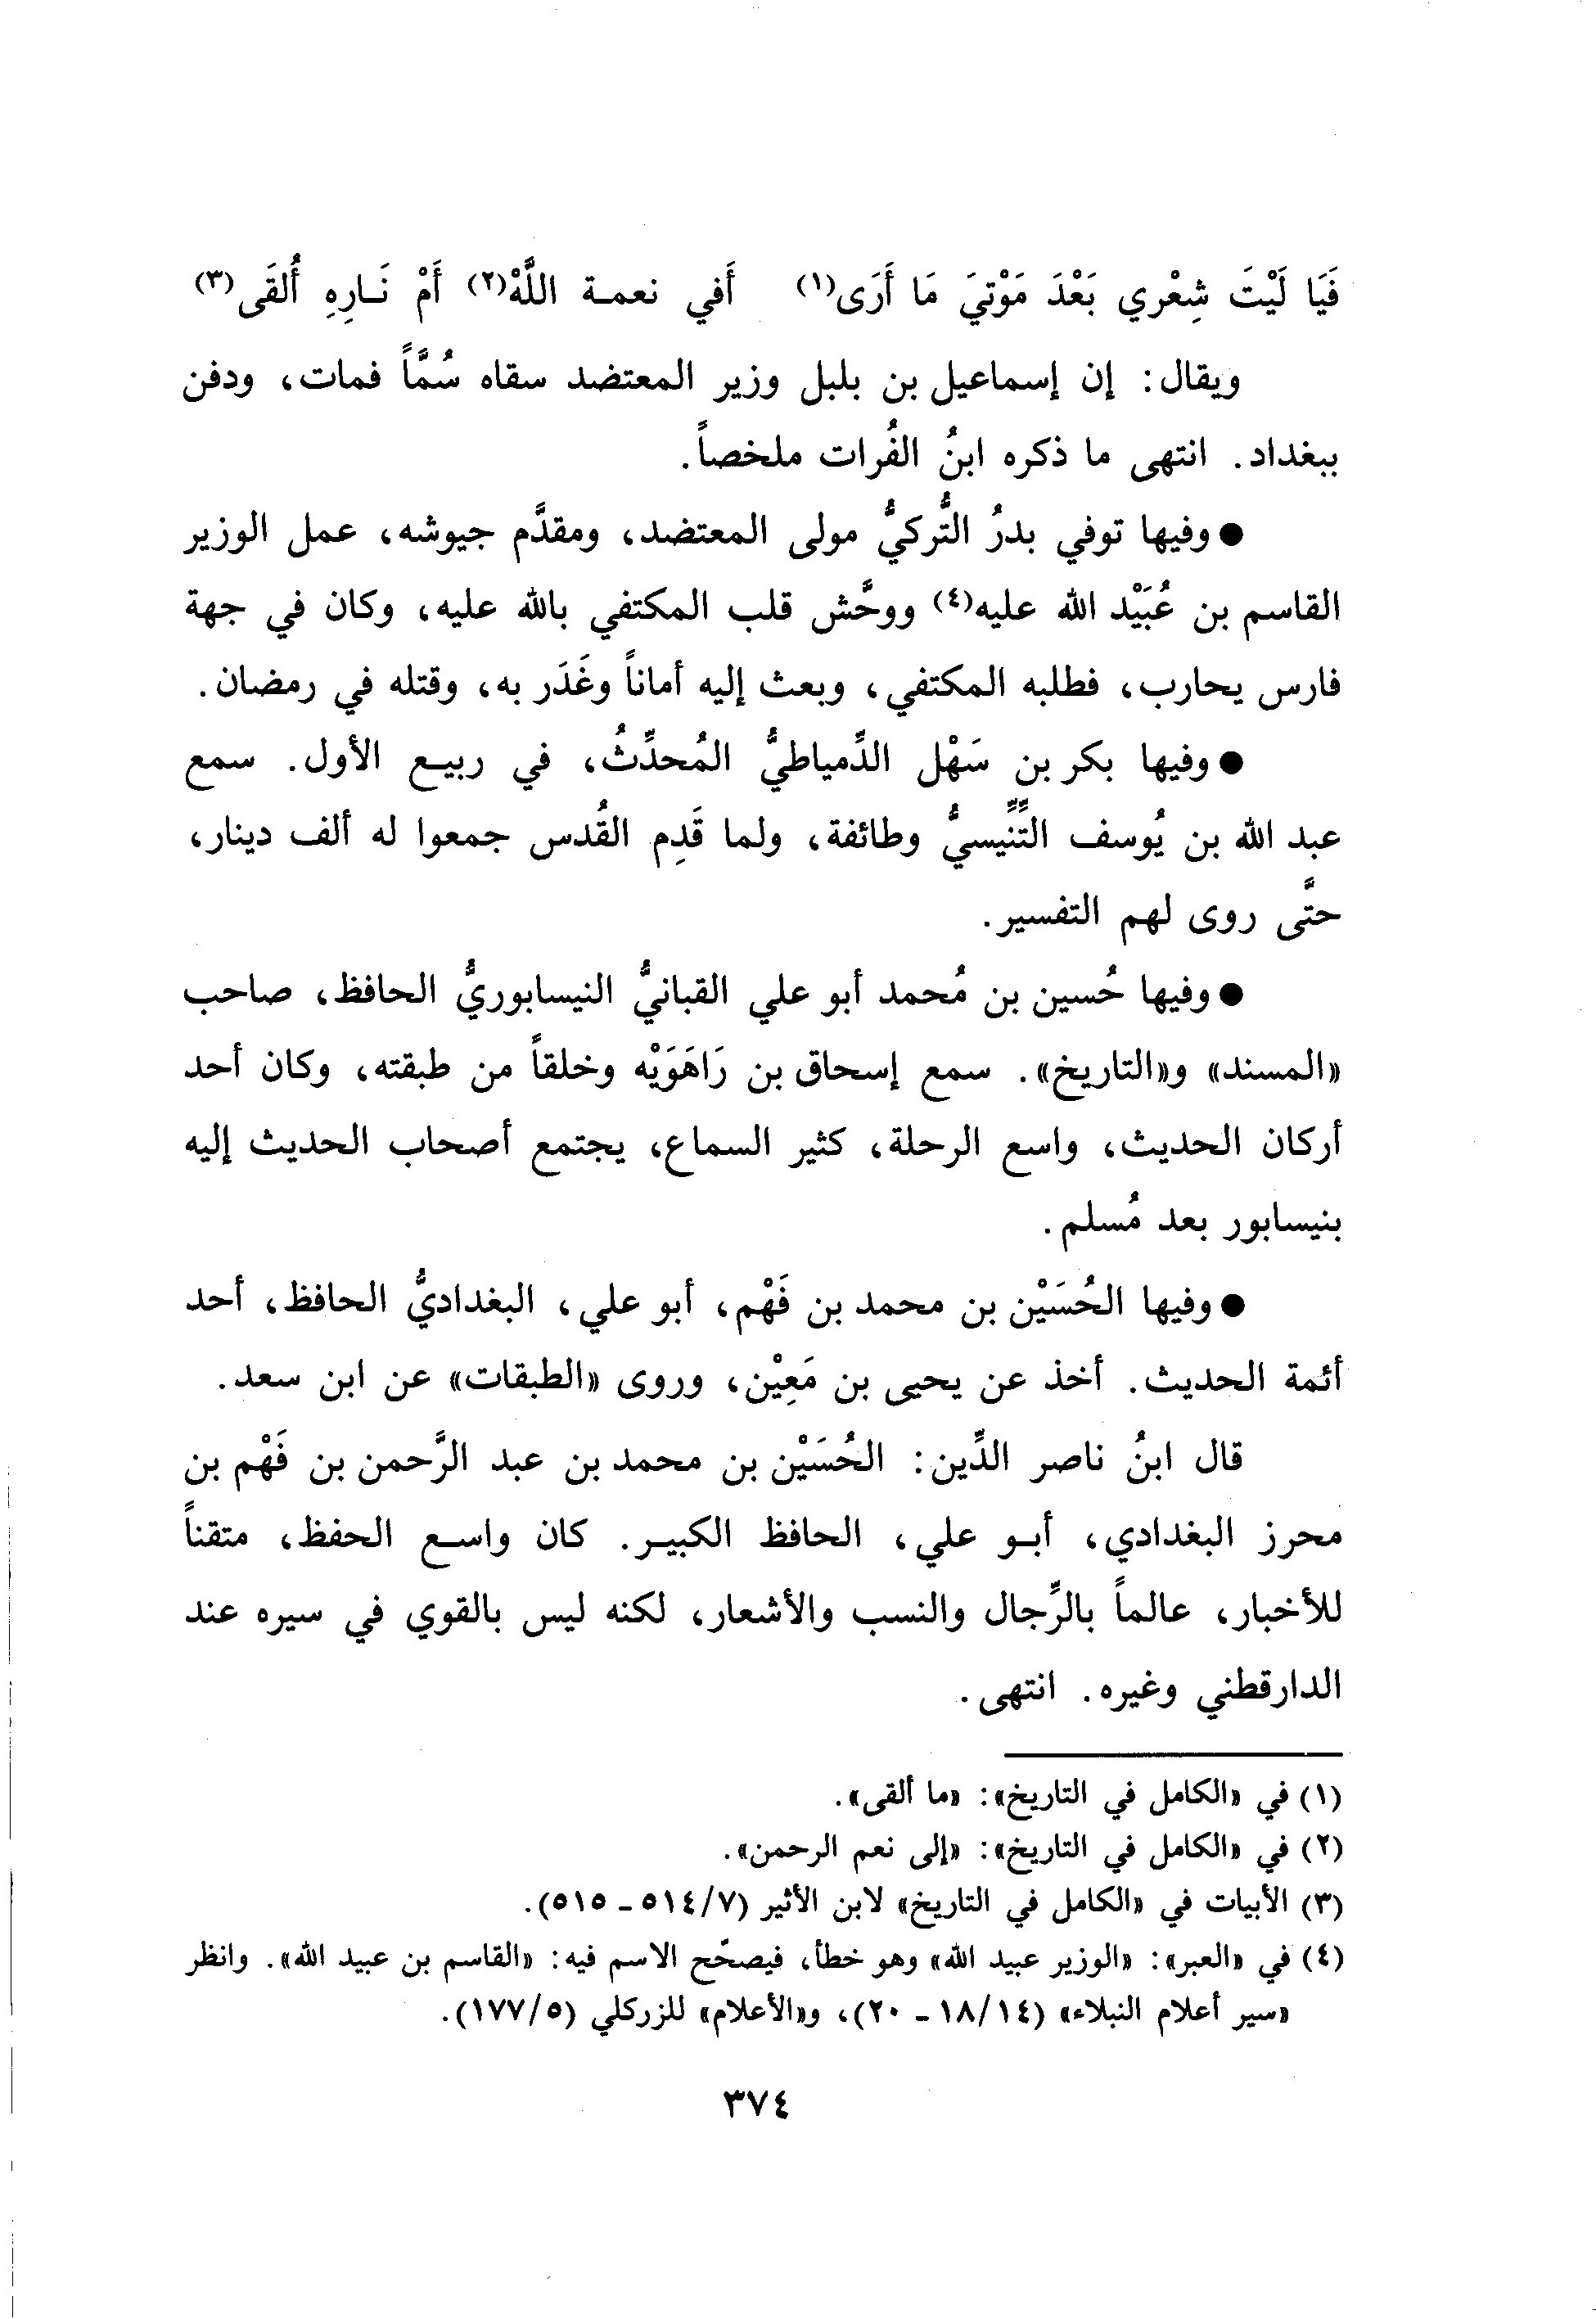 فَيَا لَيْتَ شِعْري بَعْدَ مَوْتيَ مَا أَرَى(١) أَفي نعمـة اللَّهْ(٢) أَمْ نَـارِهِ أُلقَى(٣)
ويقال: إن إسماعيل بن بلبل وزير المعتضد سقاه سُمَّاً فمات، ودفن
ببغداد. انتهى ما ذكره ابنُ الفُرات ملخصاً.
● وفيها توفي بدرُ التُّركيُّ مولى المعتضد، ومقدَّم جيوشه، عمل الوزير
القاسم بن عُبَيْد الله عليه(٤) ووحَّش قلب المكتفي بالله عليه، وكان في جهة
فارس يحارب، فطلبه المكتفي، وبعث إليه أماناً وغَدَر به، وقتله في رمضان.
● وفيها بكر بن سَهْل الدِّمياطيُّ المُحدِّثُ، في ربيـع الأول. سمع
عبد الله بن يُوسف التِّنِّيسيُّ وطائفة، ولما قَدِم القُدس جمعوا له ألف دينار،
حتَّى روى لهم التفسير.
● وفيها حُسين بن مُحمد أبو علي القبانيُّ النيسابوريُّ الحافظ، صاحب
«المسند» و«التاريخ». سمع إسحاق بن رَاهَوَيْه وخلقاً من طبقته، وكان أحد
أركان الحديث، واسع الرحلة، كثير السماع، يجتمع أصحاب الحديث إليه
بنيسابور بعد مُسلم.
● وفيها الحُسَيْن بن محمد بن فَهْم، أبو علي، البغداديُّ الحافظ، أحد
أئمة الحديث. أخذ عن يحيى بن مَعِيْن، وروى «الطبقات» عن ابن سعد.
قال ابنُ ناصر الدِّين: الحُسَيْن بن محمد بن عبد الرَّحمن بن فَهْم بن
محرز البغدادي، أبـو علي، الحافظ الكبيـر. كان واسـع الحفظ، متقناً
للأخبار، عالماً بالرِّجال والنسب والأشعار، لكنه ليس بالقوي في سيره عند
الدارقطني وغيره. انتهى.
(١) في «الكامل في التاريخ»: «ما ألقى».
(٢) في «الكامل في التاريخ»: «إلى نعم الرحمن».
(٣) الأبيات في «الكامل في التاريخ» لابن الأثير (٧/٥١٤ - ٥١٥).
(٤) في «العبر»: «الوزير عبيد الله» وهو خطأ، فيصحّح الاسم فيه: «القاسم بن عبيد الله». وانظر
«سير أعلام النبلاء» (١٤/١٨ - ٢٠)، و«الأعلام» للزركلي (٥/١٧٧).
٣٧٤